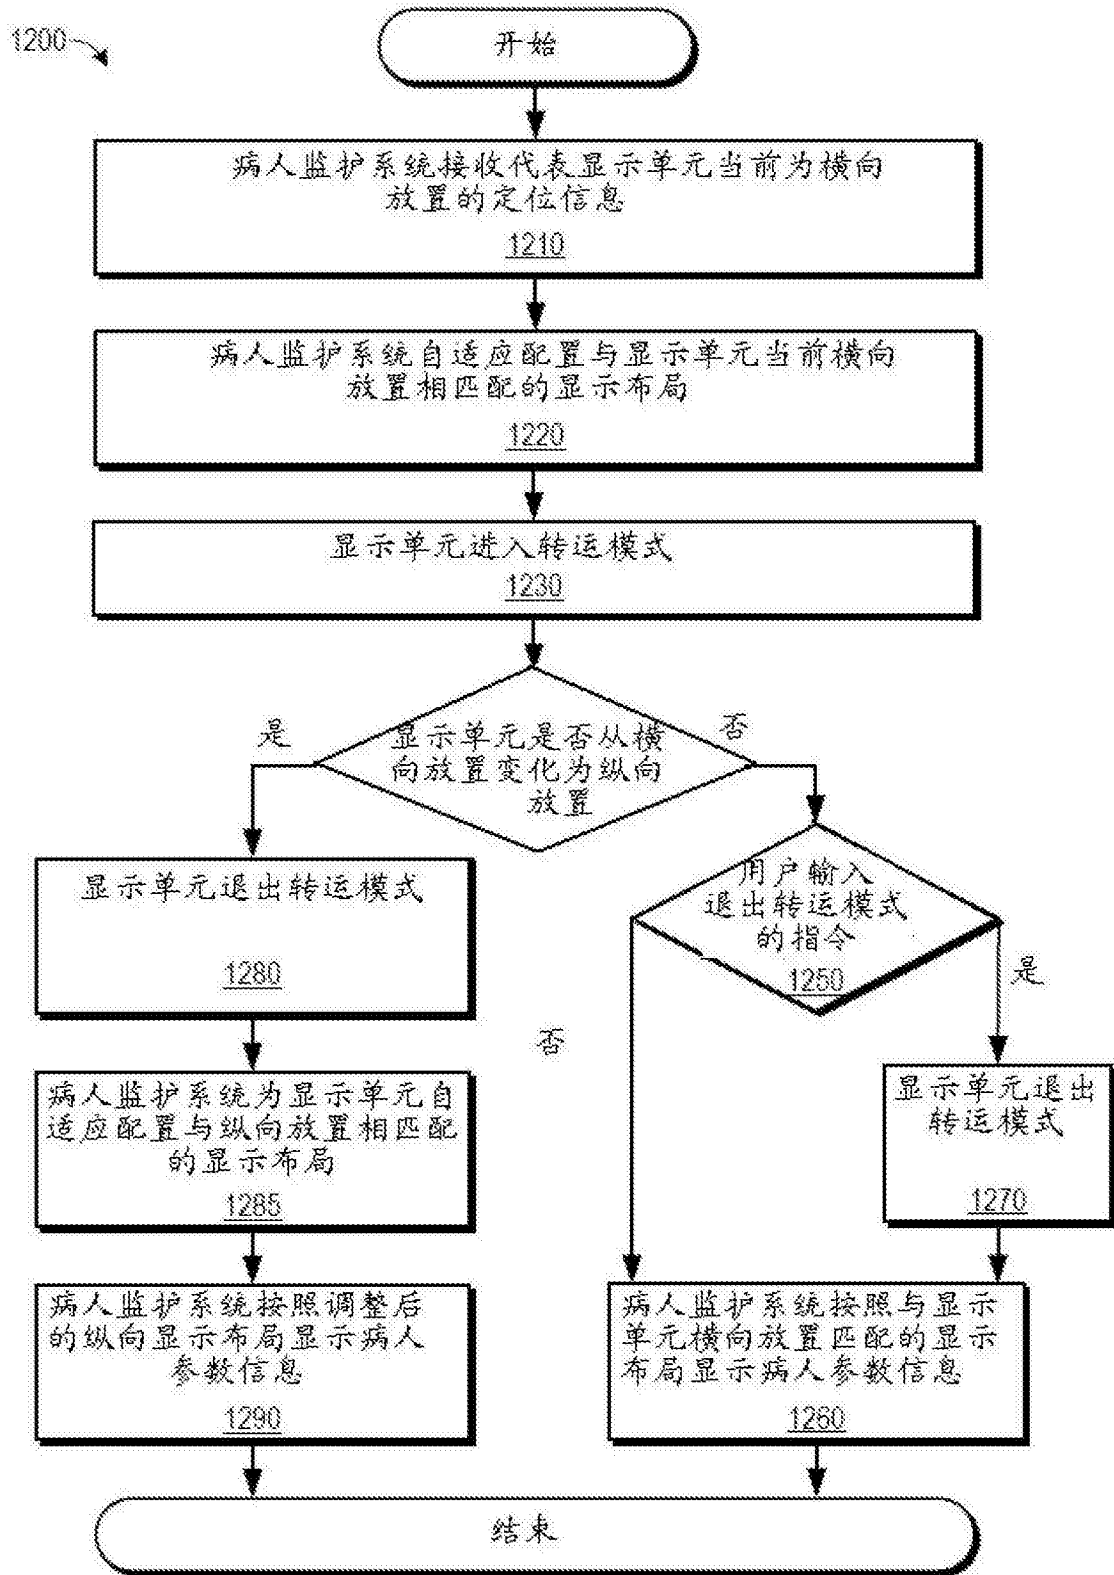 1200
开始
病人监护系统接收代表显示单元当前为横向
放置的定位信息
1210
病人监护系统自适应配置与显示单元当前横向
放置相匹配的显示布局
1220
显示单元进入转运模式
1230
显示单元是否从横
向放置变化为纵向
放置
是
否
显示单元退出转运模式
1280
用户输入
退出转运模式
的指令
1250
否
是
病人监护系统为显示单元自
适应配置与纵向放置相匹配
的显示布局
1285
显示单元退出
转运模式
1270
病人监护系统按照调整后
的纵向显示布局显示病人
参数信息
1290
病人监护系统按照与显示
单元横向放置匹配的显示
布局显示病人参数信息
1260
结束